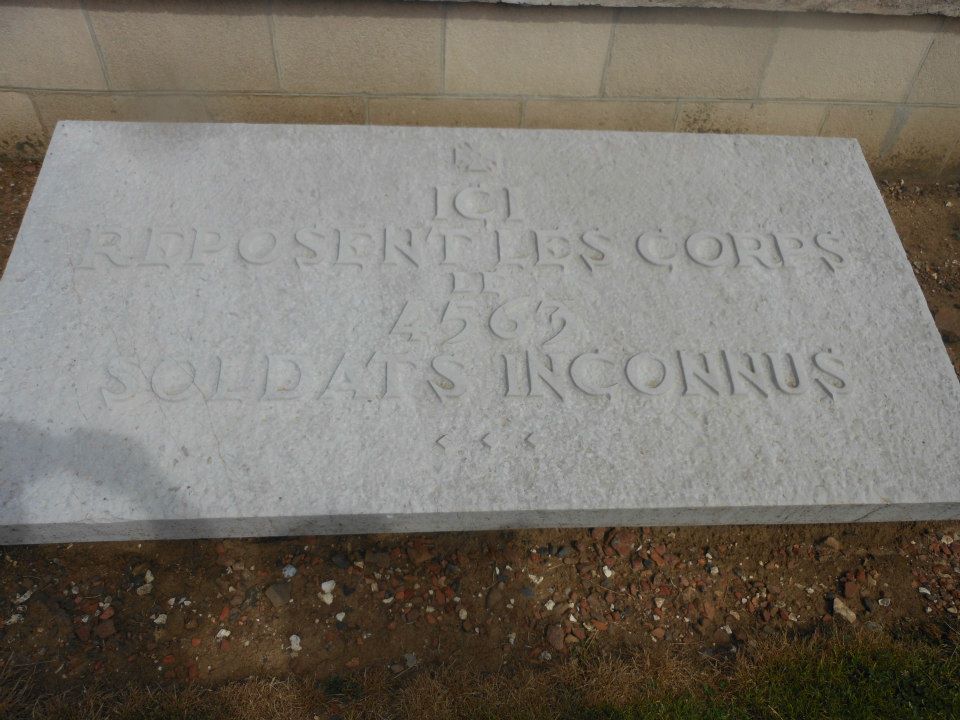 ICI
REPOSENT LES CORPS
DE
4563
SOLDATS INCONNUS